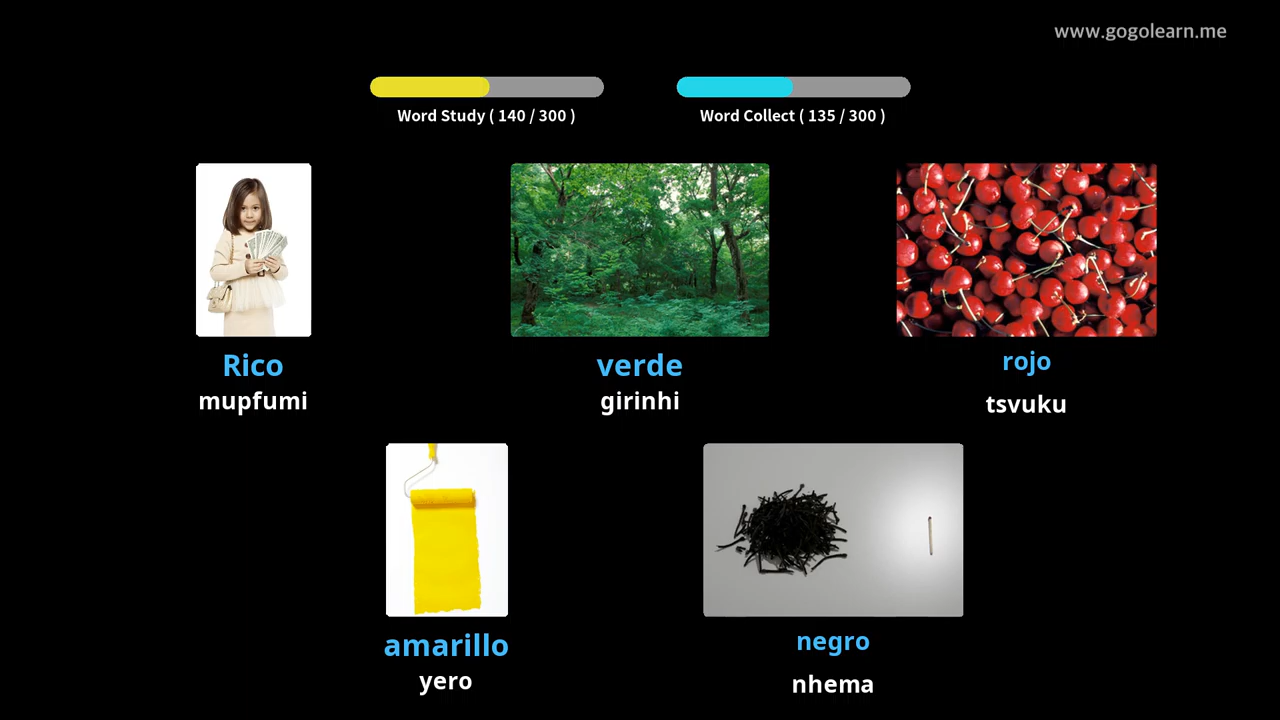 www.gogolearn.me
Word Study ( 140 / 300 )
Word Collect ( 135 / 300 )
Rico
mupfumi
verde
girinhi
rojo
tsvuku
amarillo
yero
negro
nhema